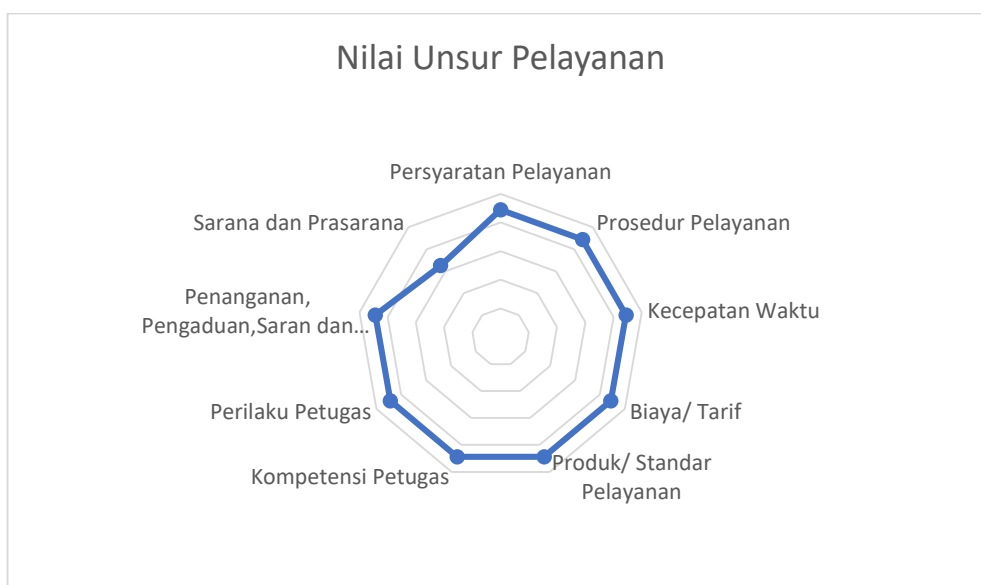 Nilai Unsur Pelayanan
Persyaratan Pelayanan
Prosedur Pelayanan
Kecepatan Waktu
Biaya/ Tarif
Produk/ Standar
Pelayanan
Kompetensi Petugas
Perilaku Petugas
Penanganan,
Pengaduan,Saran dan...
Sarana dan Prasarana